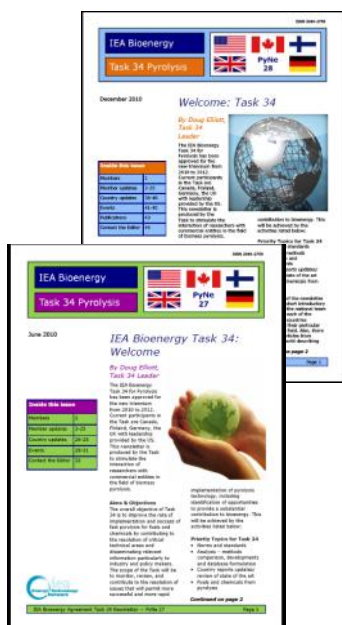 ISSN 2040-2759
IEA Bioenergy
Task 34 Pyrolysis
PyNe
28
December 2010
Welcome: Task 34
By Doug Elliott,
Task 34
Leader
The IEA Bioenergy
Task 34 for
Pyrolysis has been
approved for the
new triennium from
2010 to 2012.
Current participants
in the Task are
Canada, Finland,
Germany, the UK
with leadership
provided by the US.
This newsletter is
produced by the
Task to stimulate the
interaction of researchers with
commercial entities in the field
of biomass pyrolysis.
Inside this issue
Members
Member updates
Country updates
Events
Publications
Contact the Editor
contribution to bioenergy. This
will be achieved by the
activities listed below.
Priority Topics for Task 34
on page 2
Page 1
ISSN 2040-2759
IEA Bioenergy
Task 34 Pyrolysis
PyNe
27
June 2010
IEA Bioenergy Task 34:
Welcome
By Doug Elliott,
Task 34 Leader
The IEA Bioenergy
Task 34 for Pyrolysis
has been approved for
the new triennium
from 2010 to 2012.
Current participants in
the Task are Canada,
Finland, Germany, the
UK with leadership
provided by the US.
This newsletter is
produced by the Task
to stimulate the
interaction of
researchers with
commercial entities in
the field of biomass
pyrolysis.
Inside this issue
Members
Member updates
Country updates
Events
Contact the Editor
Aims & Objectives
The overall objective of Task
34 is to improve the rate of
implementation and success of
fast pyrolysis for fuels and
chemicals by contributing to
the resolution of critical
technical areas and
disseminating relevant
information particularly to
industry and policy makers.
The scope of the Task will be
to monitor, review, and
contribute to the resolution of
issues that will permit more
successful and more rapid
implementation of pyrolysis
technology, including
identification of opportunities
to provide a substantial
contribution to bioenergy. This
will be achieved by the
activities listed below.
Priority Topics for Task 34
• Norms and standards
• Analysis – methods
comparison, developments
and database formulation
• Country reports updates/
review of state of the art
• Fuels and chemicals from
pyrolysis
Continued on page 2
iea
IEA Bioenergy Agreement Task 34 Newsletter — PyNe 27
Page 1